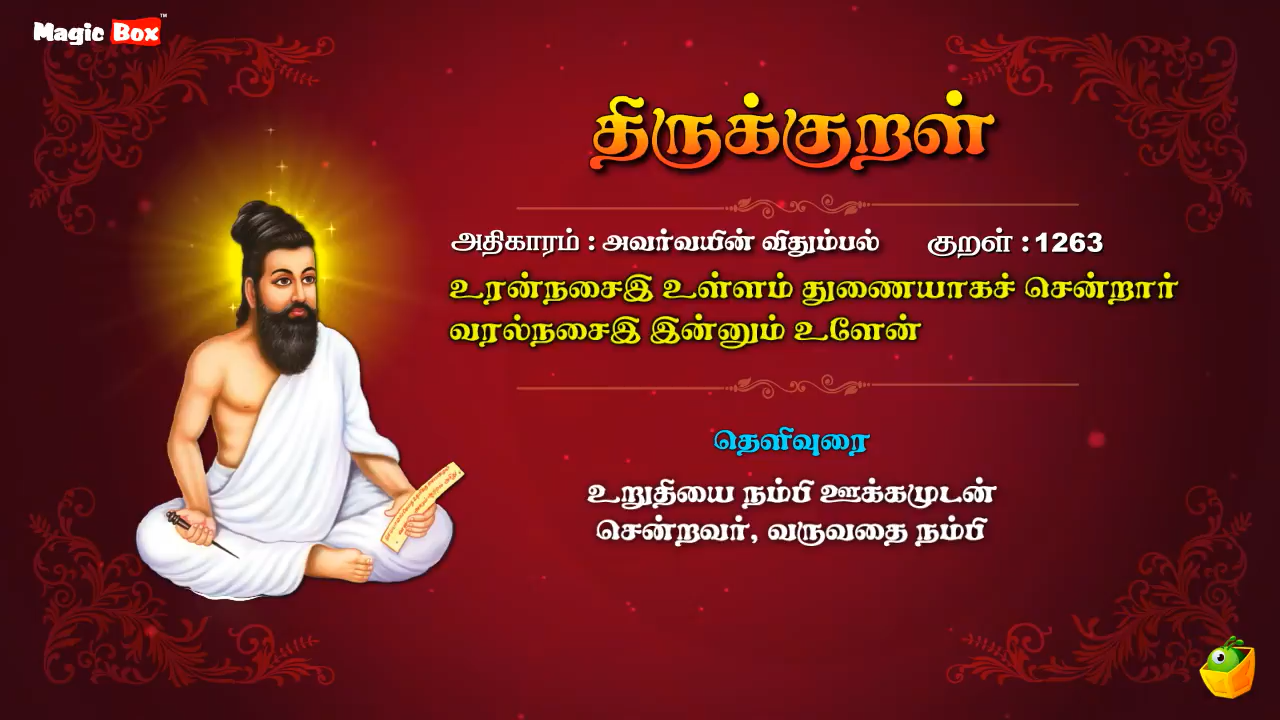 Magic Box™
திருக்குறள்
அதிகாரம் : அவர்வயின் விதும்பல் குறள் : 1263
உரன்நசைஇ உள்ளம் துணையாகச் சென்றார்
வரல்நசைஇ இன்னும் உளேன்
தெளிவுரை
உறுதியை நம்பி ஊக்கமுடன்
சென்றவர், வருவதை நம்பி